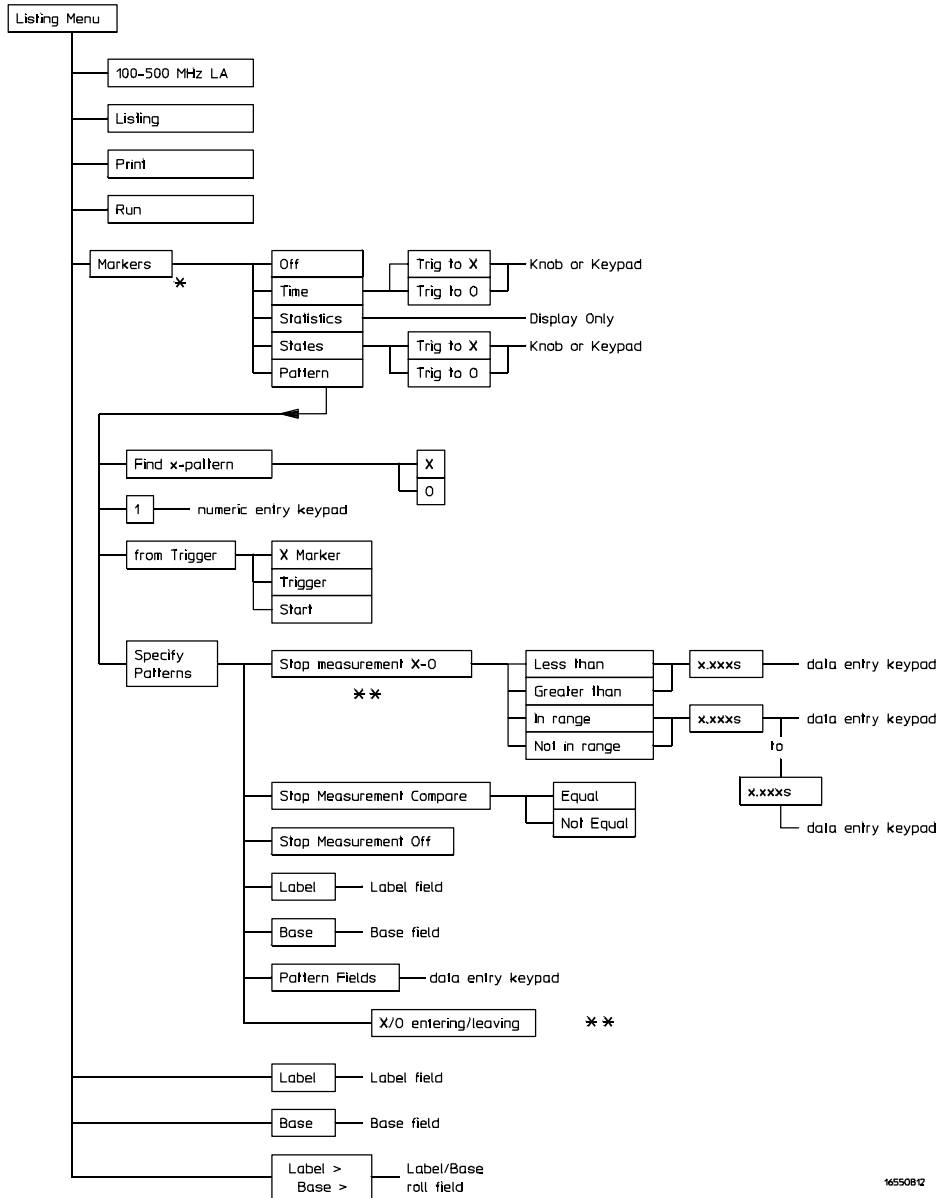 Listing Menu
100-500 MHz LA
Listing
Print
Run
Markers
*
Off
Time
Statistics
States
Pattern
Trig to X
Trig to O
Knob or Keypad
Display Only
Trig to X
Trig to O
Knob or Keypad
Find x-pattern
X
O
1
numeric entry keypad
from Trigger
X Marker
Trigger
Start
Specify
Patterns
Stop measurement X-O
**
Less than
Greater than
In range
Not in range
x.xxxs
data entry keypad
x.xxxs
data entry keypad
to
x.xxxs
data entry keypad
Stop Measurement Compare
Equal
Not Equal
Stop Measurement Off
Label
Label field
Base
Base field
Pattern Fields
data entry keypad
X/O entering/leaving
**
Label
Label field
Base
Base field
Label >
Base >
Label/Base
roll field
16550B12